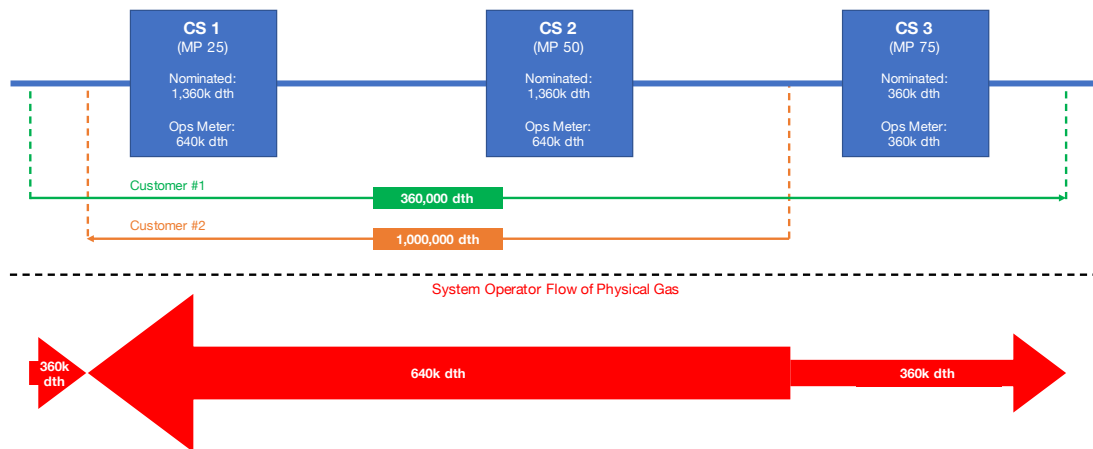 CS 1
(MP 25)
Nominated:
1,360k dth
Ops Meter:
640k dth
CS 2
(MP 50)
Nominated:
1,360k dth
Ops Meter:
640k dth
CS 3
(MP 75)
Nominated:
360k dth
Ops Meter:
360k dth
Customer #1
360,000 dth
Customer #2
1,000,000 dth
System Operator Flow of Physical Gas
360k
dth
640k dth
360k dth